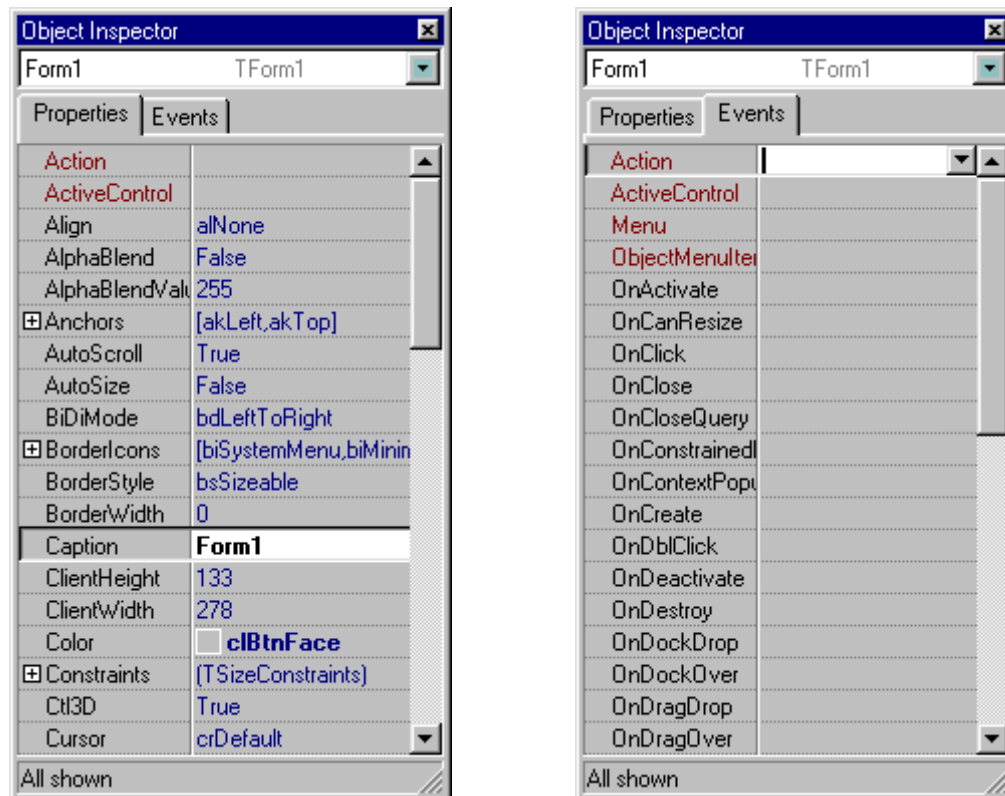 Object Inspector
Form1 TForm1
Properties Events
Action
ActiveControl
Align alNone
AlphaBlend False
AlphaBlendValu 255
Anchors [akLeft,akTop]
AutoScroll True
AutoSize False
BiDiMode bdLeftToRight
BorderIcons [biSystemMenu,biMinin
BorderStyle bsSizeable
BorderWidth 0
Caption Form1
ClientHeight 133
ClientWidth 278
Color clBtnFace
Constraints (TSizeConstraints)
Ctl3D True
Cursor crDefault
All shown
Object Inspector
Form1 TForm1
Properties Events
Action
ActiveControl
Menu
ObjectMenuIter
OnActivate
OnCanResize
OnClick
OnClose
OnCloseQuery
OnConstrainedI
OnContextPopu
OnCreate
OnDblClick
OnDeactivate
OnDestroy
OnDockDrop
OnDockOver
OnDragDrop
OnDragOver
All shown